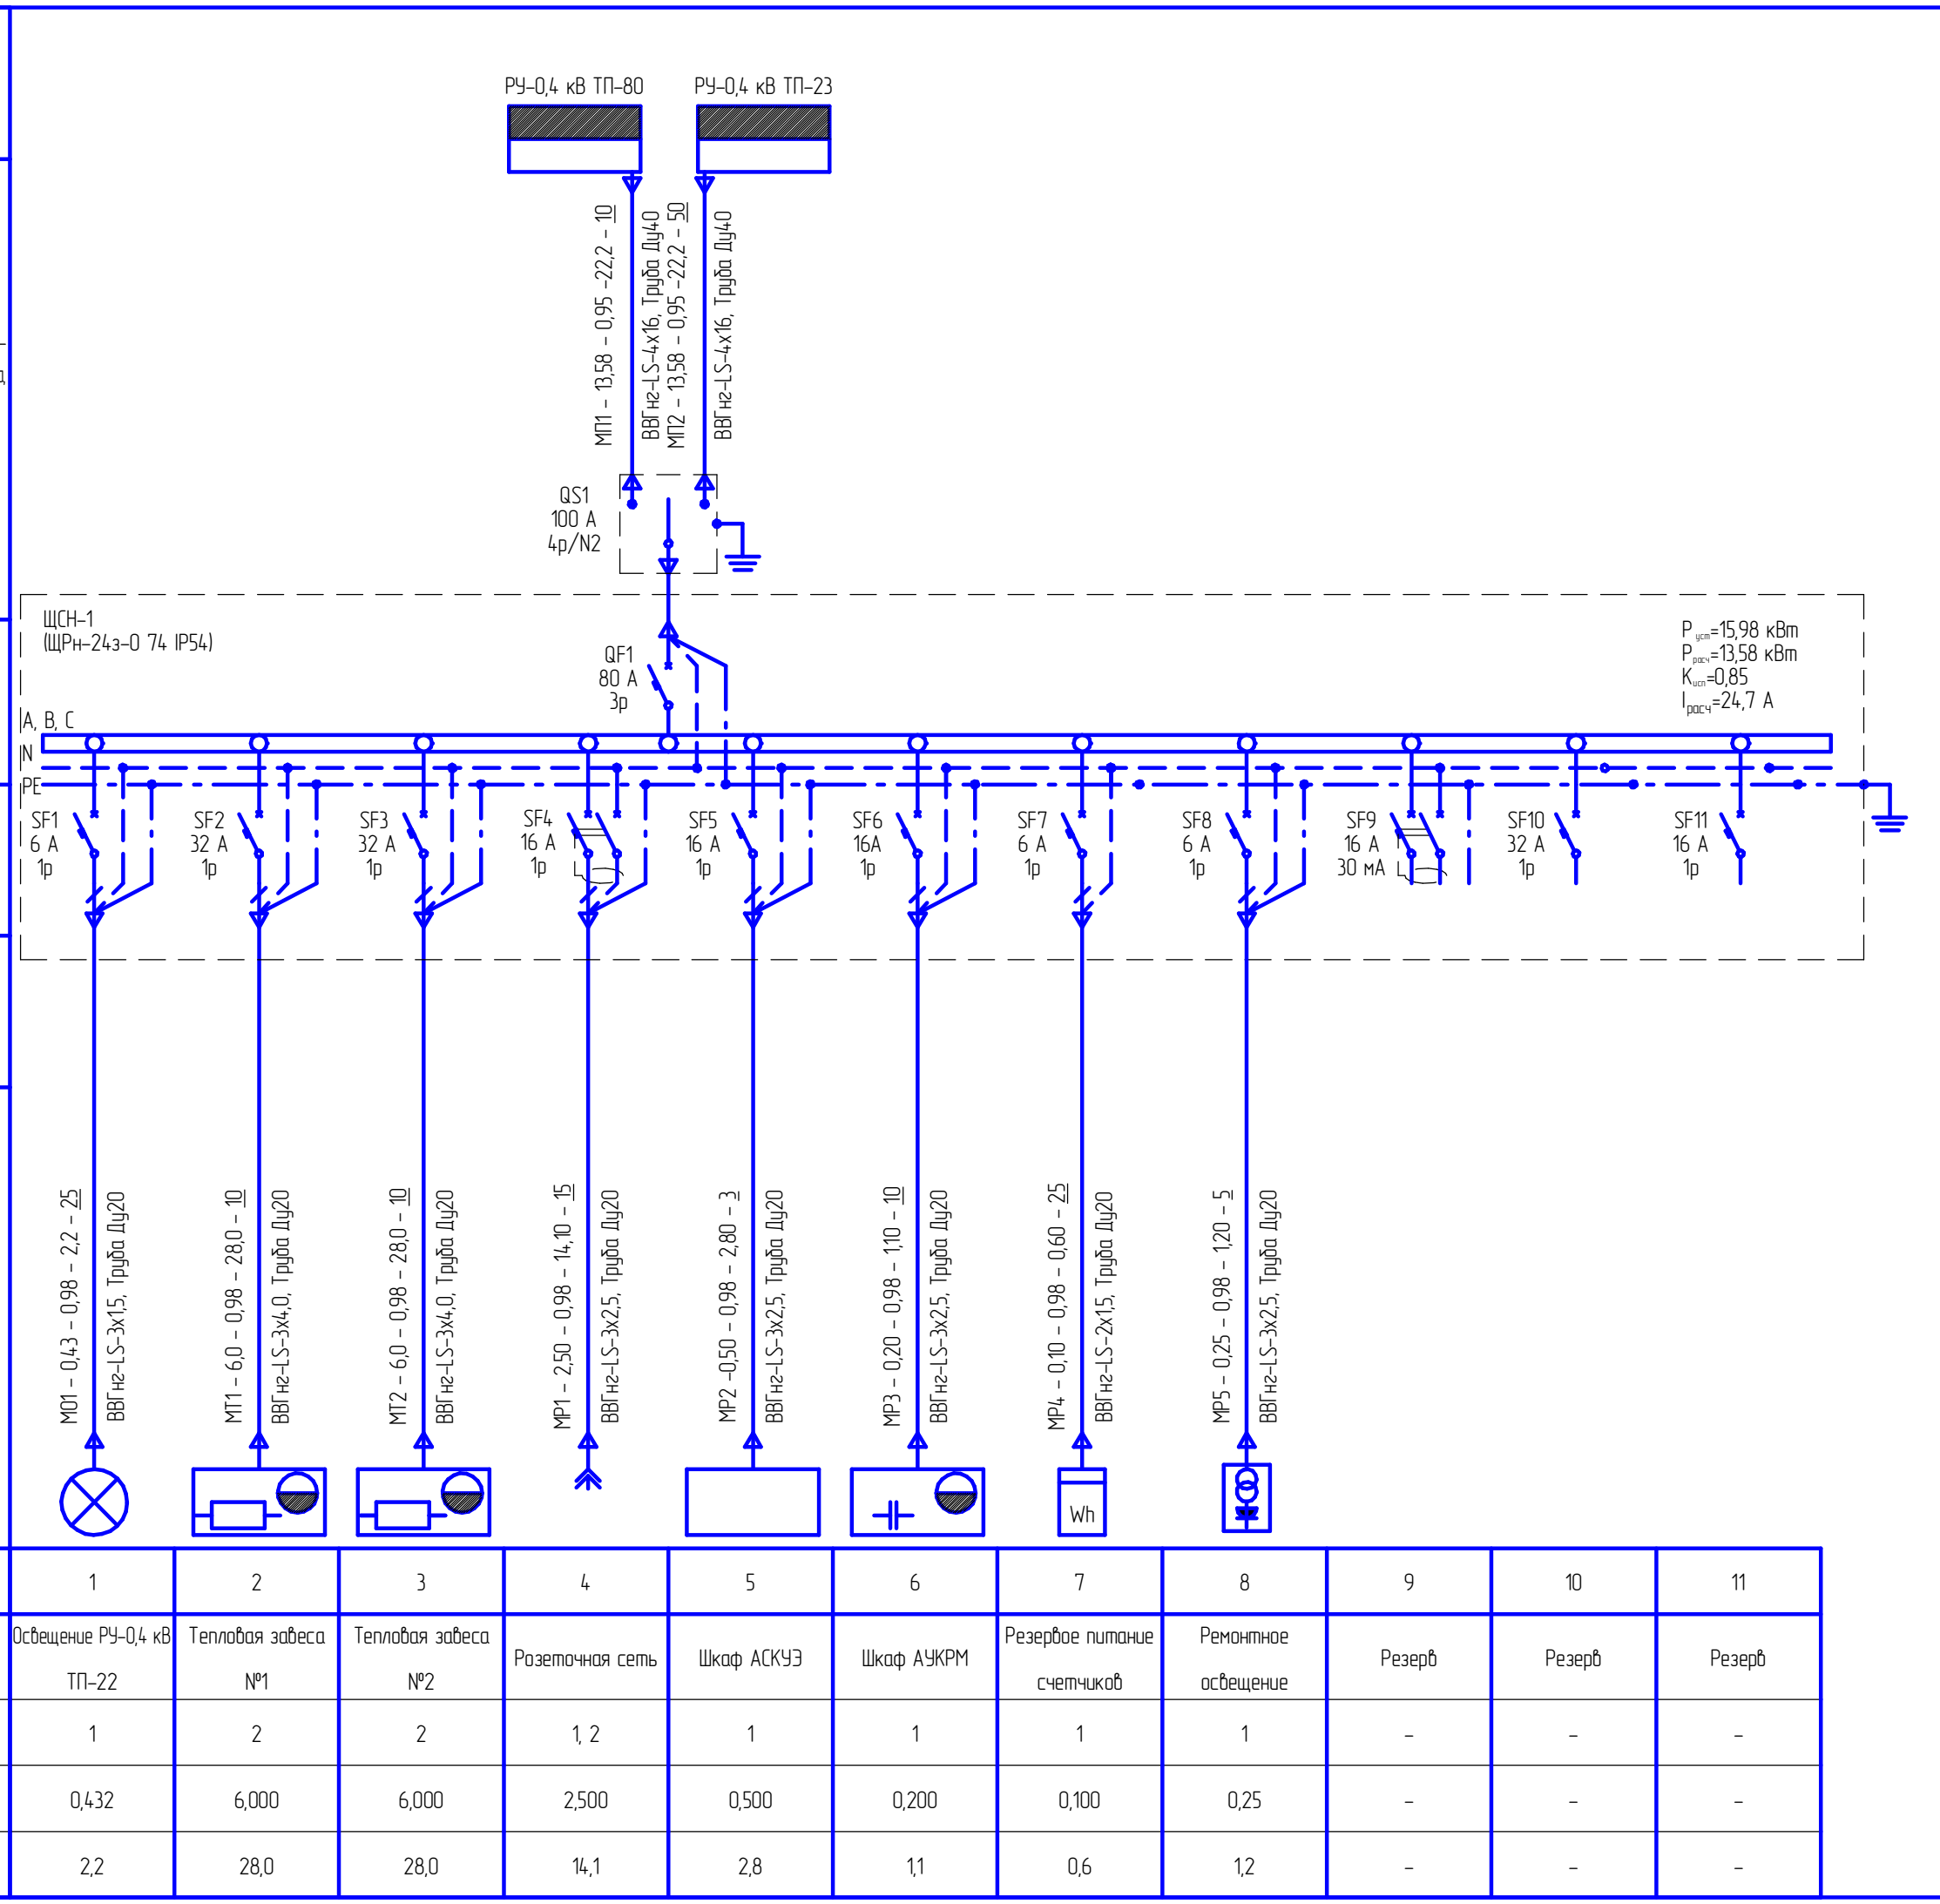 РУ-0,4 кВ ТП-80
РУ-0,4 кВ ТП-23
МП1 - 13,58 - 0,95 -22,2 - 10
ВВГнг-LS-4х16, Труба Ду40
МП2 - 13,58 - 0,95 -22,2 - 50
ВВГнг-LS-4х16, Труба Ду40
QS1
100 А
4р/N2
ЩСН-1
(ЩРн-24з-0 74 IP54)
QF1
80 А
3р
Р уст=15,98 кВт
Р расч=13,58 кВт
К исп=0,85
I расч=24,7 А
А, В, С
N
РЕ
SF1
6 А
1р
SF2
32 А
1р
SF3
32 А
1р
SF4
16 А
1р
SF5
16 А
1р
SF6
16А
1р
SF7
6 А
1р
SF8
6 А
1р
SF9
16 А
30 мА
SF10
32 А
1р
SF11
16 А
1р
МО1 - 0,43 - 0,98 - 2,2 - 25
ВВГнг-LS-3х1,5, Труба Ду20
МТ1 - 6,0 - 0,98 - 28,0 - 10
ВВГнг-LS-3х4,0, Труба Ду20
МТ2 - 6,0 - 0,98 - 28,0 - 10
ВВГнг-LS-3х4,0, Труба Ду20
МР1 - 2,50 - 0,98 - 14,10 - 15
ВВГнг-LS-3х2,5, Труба Ду20
МР2 -0,50 - 0,98 - 2,80 - 3
ВВГнг-LS-3х2,5, Труба Ду20
МР3 - 0,20 - 0,98 - 1,10 - 10
ВВГнг-LS-3х2,5, Труба Ду20
МР4 - 0,10 - 0,98 - 0,60 - 25
ВВГнг-LS-2х1,5, Труба Ду20
МР5 - 0,25 - 0,98 - 1,20 - 5
ВВГнг-LS-3х2,5, Труба Ду20
Wh
1 2 3 4 5 6 7 8 9 10 11
Освещение РУ-0,4 кВ
ТП-22
Тепловая завеса
№1
Тепловая завеса
№2
Розеточная сеть
Шкаф АСКУЭ
Шкаф АУКРМ
Резервое питание
счетчиков
Ремонтное
освещение
Резерв
Резерв
Резерв
1 2 2 1, 2 1 1 1 1 - - -
0,432 6,000 6,000 2,500 0,500 0,200 0,100 0,25 - - -
2,2 28,0 28,0 14,1 2,8 1,1 0,6 1,2 - - -